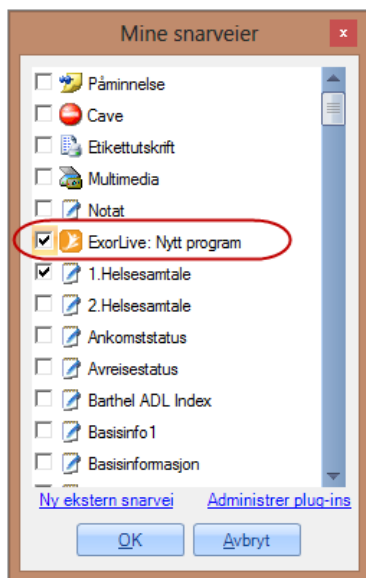 Mine snarveier
x
Påminnelse
Cave
Etikettutskrift
Multimedia
Notat
ExorLive: Nytt program
1.Helsesamtale
2.Helsesamtale
Ankomststatus
Avreisestatus
Barthel ADL Index
Basisinfo1
Basisinformasjon
Ny ekstern snarvei Administrer plug-ins
OK Avbryt